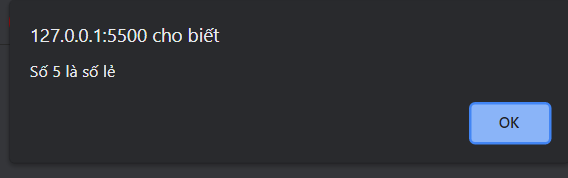 127.0.0.1:5500 cho biết
Số 5 là số lẻ
OK